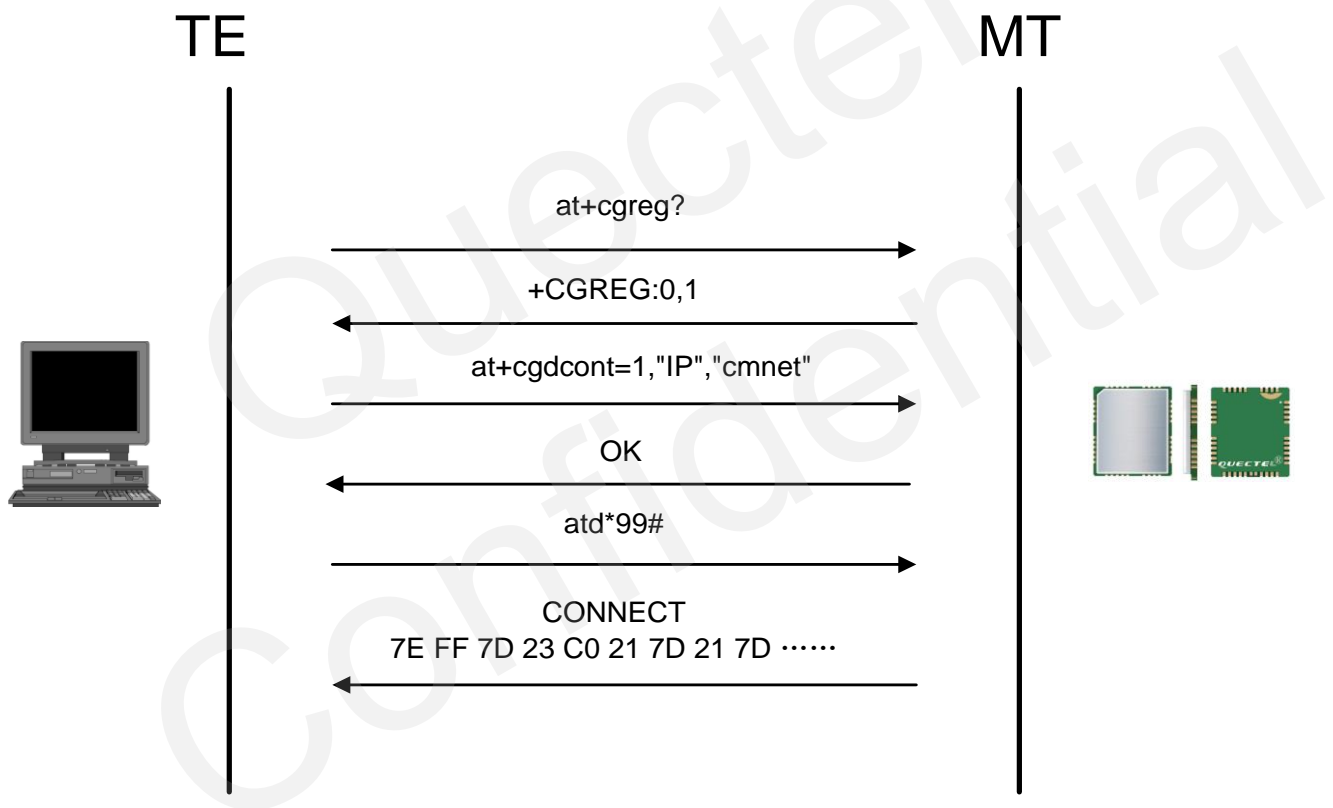 TE
MT
at+cgreg?
+CGREG:0,1
at+cgdcont=1,"IP","cmnet"
OK
atd*99#
CONNECT
7E FF 7D 23 C0 21 7D 21 7D ······
QUECTEL®
Quectel
Confidential